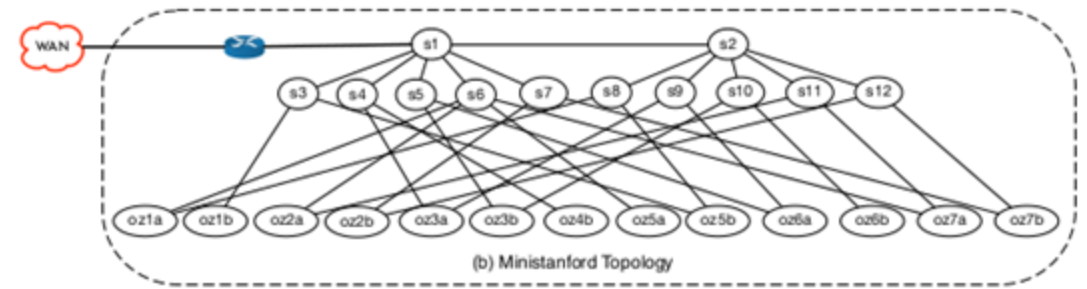 WAN
s1 s2
s3 s4 s5 s6 s7 s8 s9 s10 s11 s12
oz1a oz1b oz2a oz2b oz3a oz3b oz4b oz5a oz5b oz6a oz6b oz7a oz7b
(b) Ministanford Topology